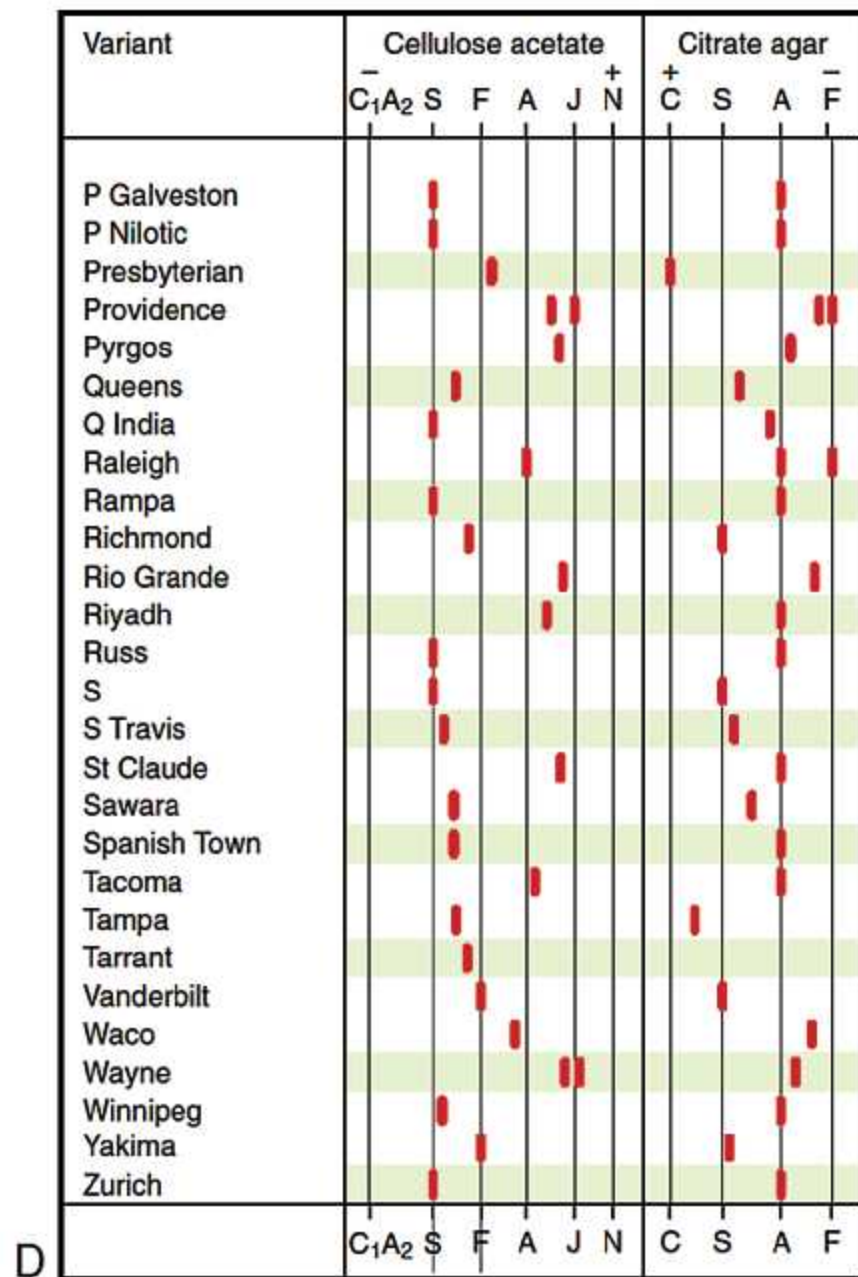 Variant Cellulose acetate Citrate agar
− + + −
C₁A₂ S F A J N C S A F
P Galveston
P Nilotic
Presbyterian
Providence
Pyrgos
Queens
Q India
Raleigh
Rampa
Richmond
Rio Grande
Riyadh
Russ
S
S Travis
St Claude
Sawara
Spanish Town
Tacoma
Tampa
Tarrant
Vanderbilt
Waco
Wayne
Winnipeg
Yakima
Zurich
D C₁A₂ S F A J N C S A F